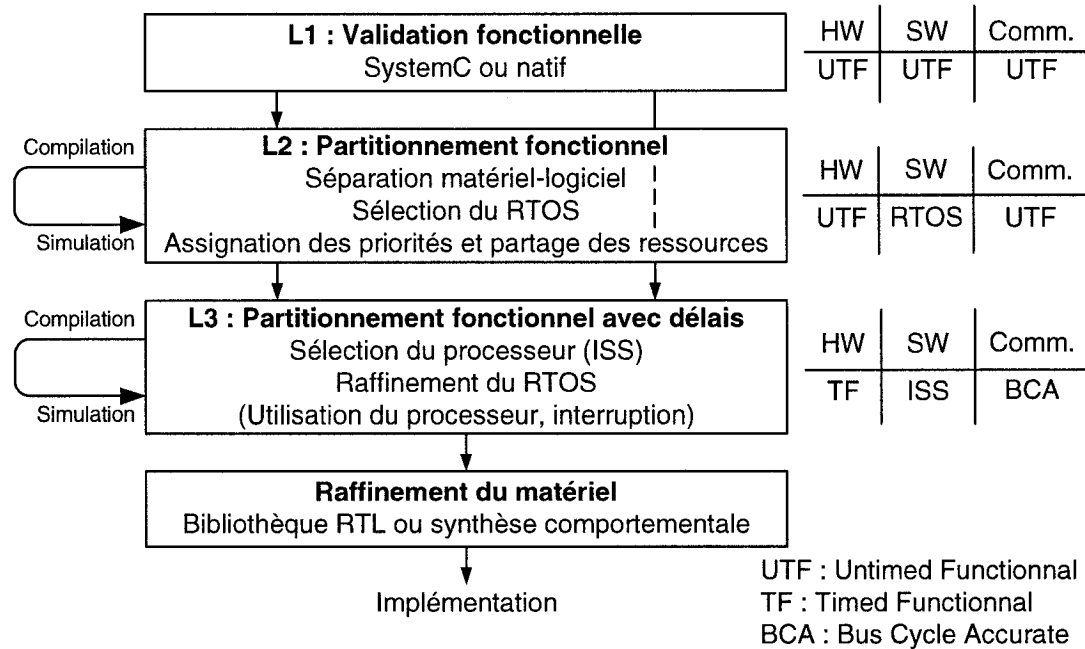 L1 : Validation fonctionnelle
SystemC ou natif
HW SW Comm.
UTF UTF UTF
L2 : Partitionnement fonctionnel
Séparation matériel-logiciel
Sélection du RTOS
Assignation des priorités et partage des ressources
Compilation
Simulation
HW SW Comm.
UTF RTOS UTF
L3 : Partitionnement fonctionnel avec délais
Sélection du processeur (ISS)
Raffinement du RTOS
(Utilisation du processeur, interruption)
Compilation
Simulation
HW SW Comm.
TF ISS BCA
Raffinement du matériel
Bibliothèque RTL ou synthèse comportementale
Implémentation
UTF : Untimed Functionnal
TF : Timed Functionnal
BCA : Bus Cycle Accurate